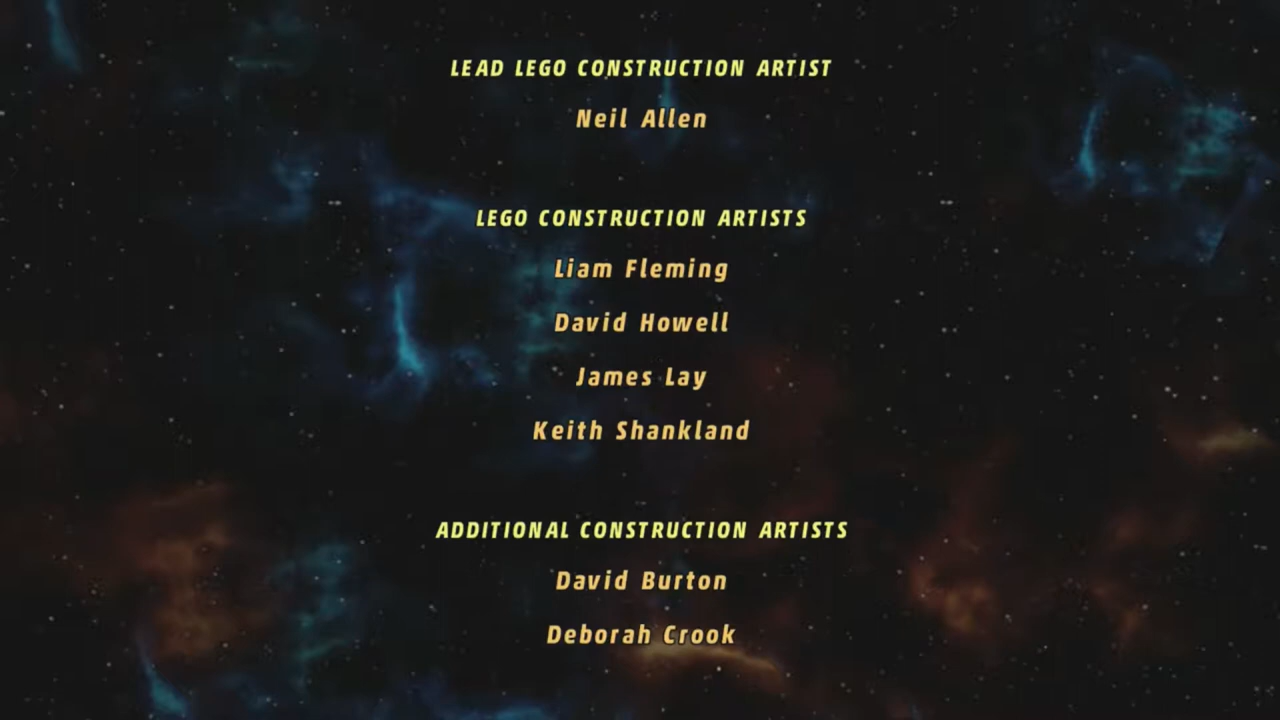 LEAD LEGO CONSTRUCTION ARTIST
Neil Allen
LEGO CONSTRUCTION ARTISTS
Liam Fleming
David Howell
James Lay
Keith Shankland
ADDITIONAL CONSTRUCTION ARTISTS
David Burton
Deborah Crook